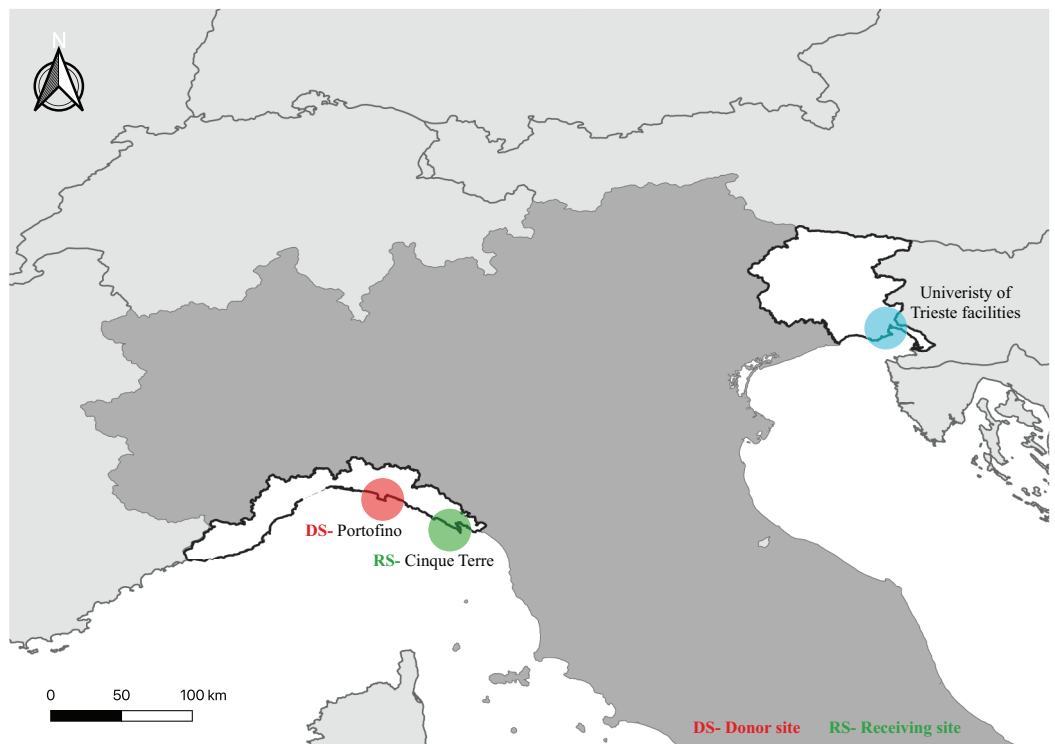 N
Univeristy of
Trieste facilities
DS- Portofino
RS- Cinque Terre
0 50 100 km
DS- Donor site RS- Receiving site